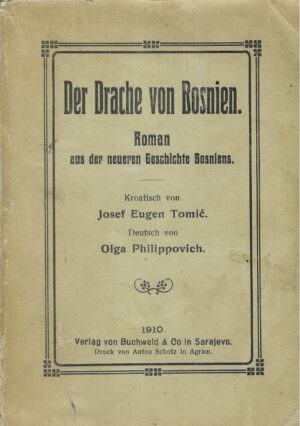 Der Drache von Bosnien.
Roman
aus der neueren Geschichte Bosniens.
Kroatisch von
Josef Eugen Tomić.
Deutsch von
Olga Philippovich.
1910
Verlag von Buchwald & Co in Sarajevo.
Druck von Anton Scholz in Agram.